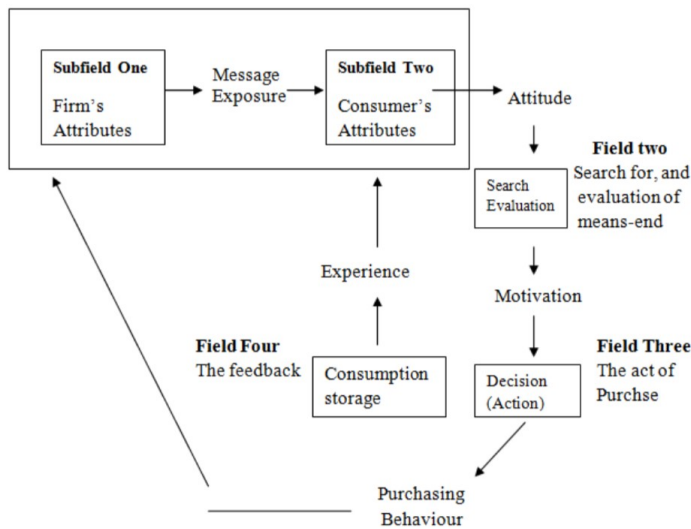 Subfield One
Firm's
Attributes
Message
Exposure
Subfield Two
Consumer's
Attributes
Attitude
Field two
Search for, and
evaluation of
means-end
Search
Evaluation
Experience
Motivation
Field Four
The feedback
Consumption
storage
Decision
(Action)
Field Three
The act of
Purchse
Purchasing
Behaviour